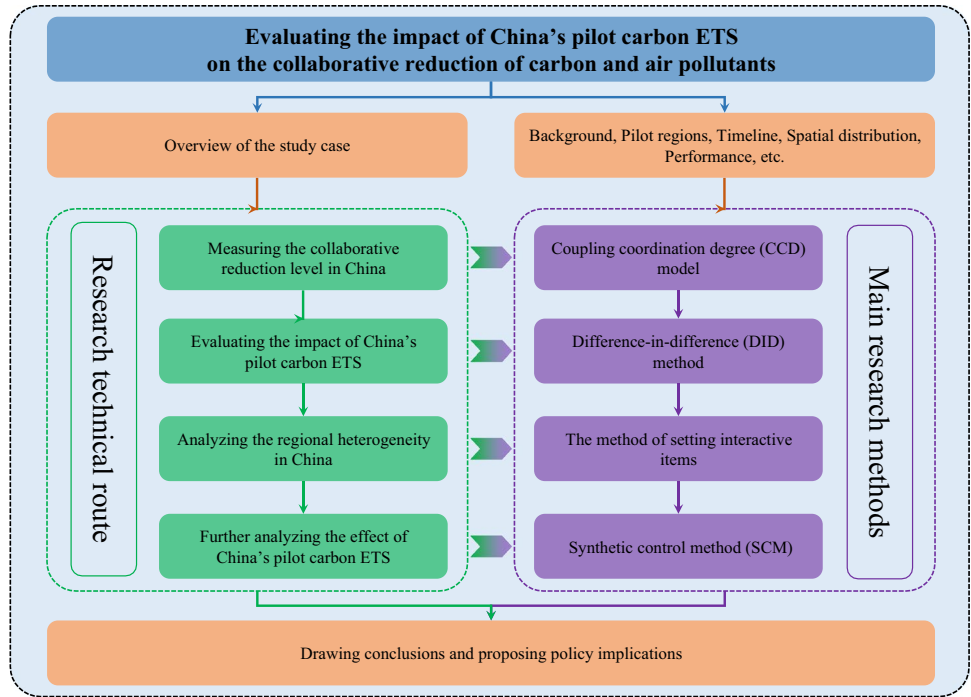 Evaluating the impact of China's pilot carbon ETS
on the collaborative reduction of carbon and air pollutants
Overview of the study case
Background, Pilot regions, Timeline, Spatial distribution,
Performance, etc.
Research technical route
Measuring the collaborative
reduction level in China
Evaluating the impact of China's
pilot carbon ETS
Analyzing the regional heterogeneity
in China
Further analyzing the effect of
China's pilot carbon ETS
Coupling coordination degree (CCD)
model
Difference-in-difference (DID)
method
The method of setting interactive
items
Synthetic control method (SCM)
Main research methods
Drawing conclusions and proposing policy implications